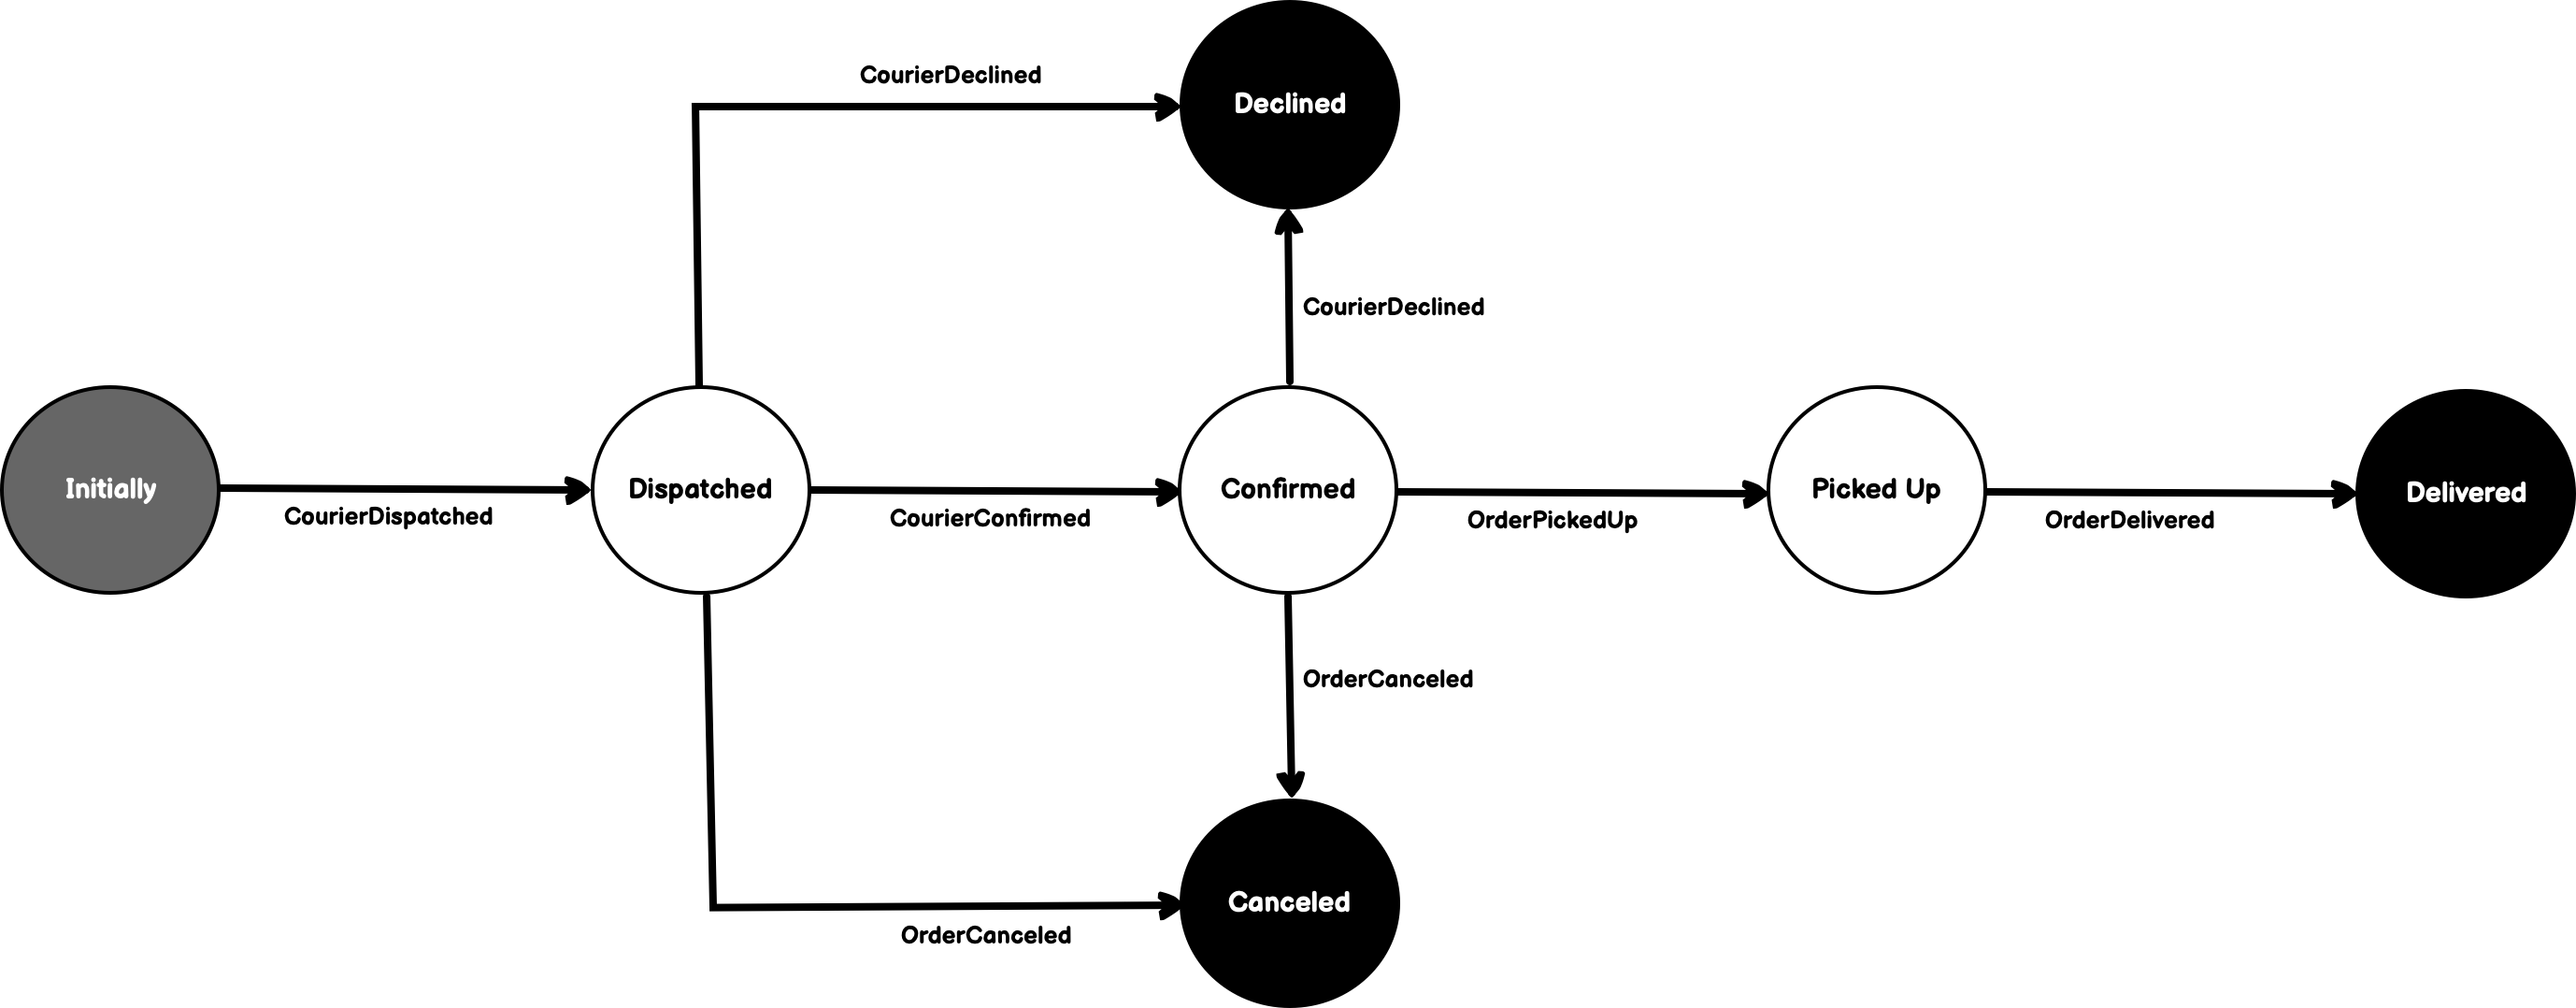 CourierDeclined
Declined
CourierDeclined
Initially
CourierDispatched
Dispatched
CourierConfirmed
Confirmed
OrderPickedUp
Picked Up
OrderDelivered
Delivered
OrderCanceled
Canceled
OrderCanceled